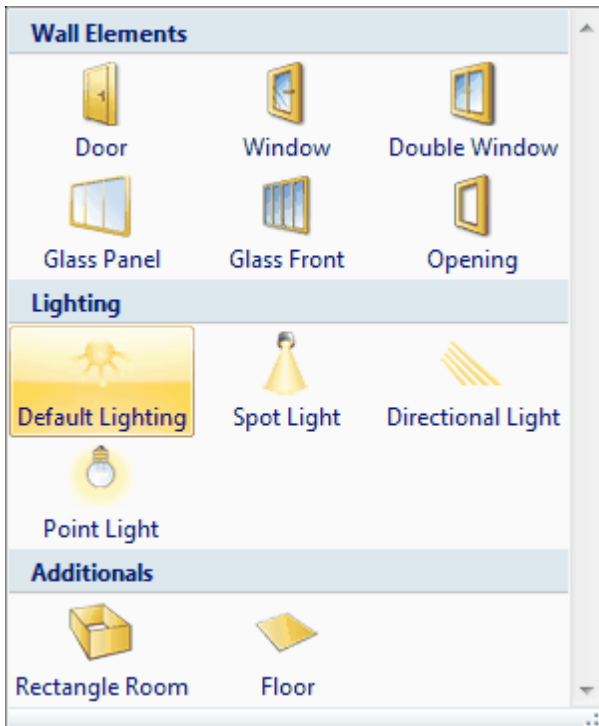 Wall Elements
Door Window Double Window
Glass Panel Glass Front Opening
Lighting
Default Lighting Spot Light Directional Light
Point Light
Additionals
Rectangle Room Floor